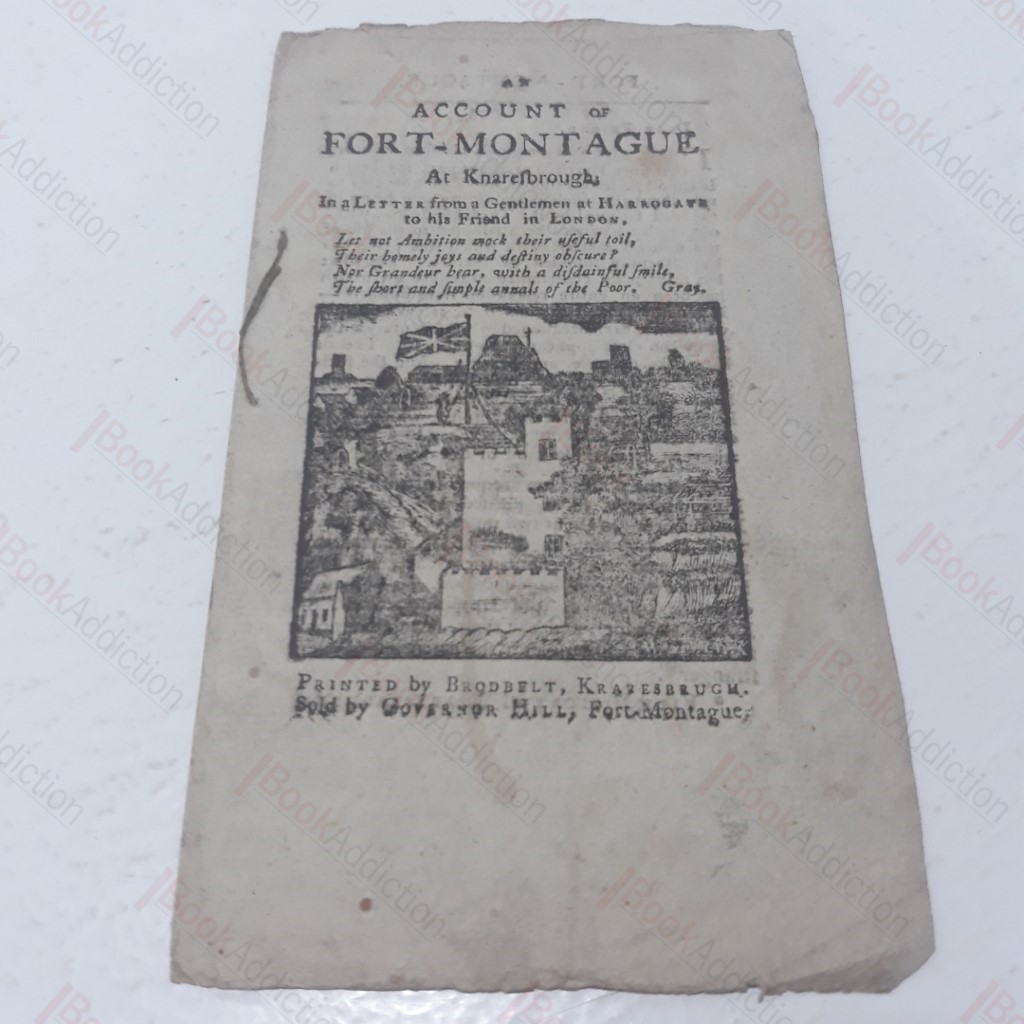 AN
ACCOUNT OF
FORT-MONTAGUE
At Knareſbrough;
In a LETTER from a Gentlemen at HARROGATE
to his Friend in LONDON.
Let not Ambition mock their uſeful toil,
Their homely joys and deſtiny obſcure?
Nor Grandeur hear, with a diſdainful ſmile,
The ſhort and ſimple annals of the Poor. Gray.
PRINTED by BRODBELT,
Sold by GOVERNOR HILL, Fort-Montague,
BookAddiction